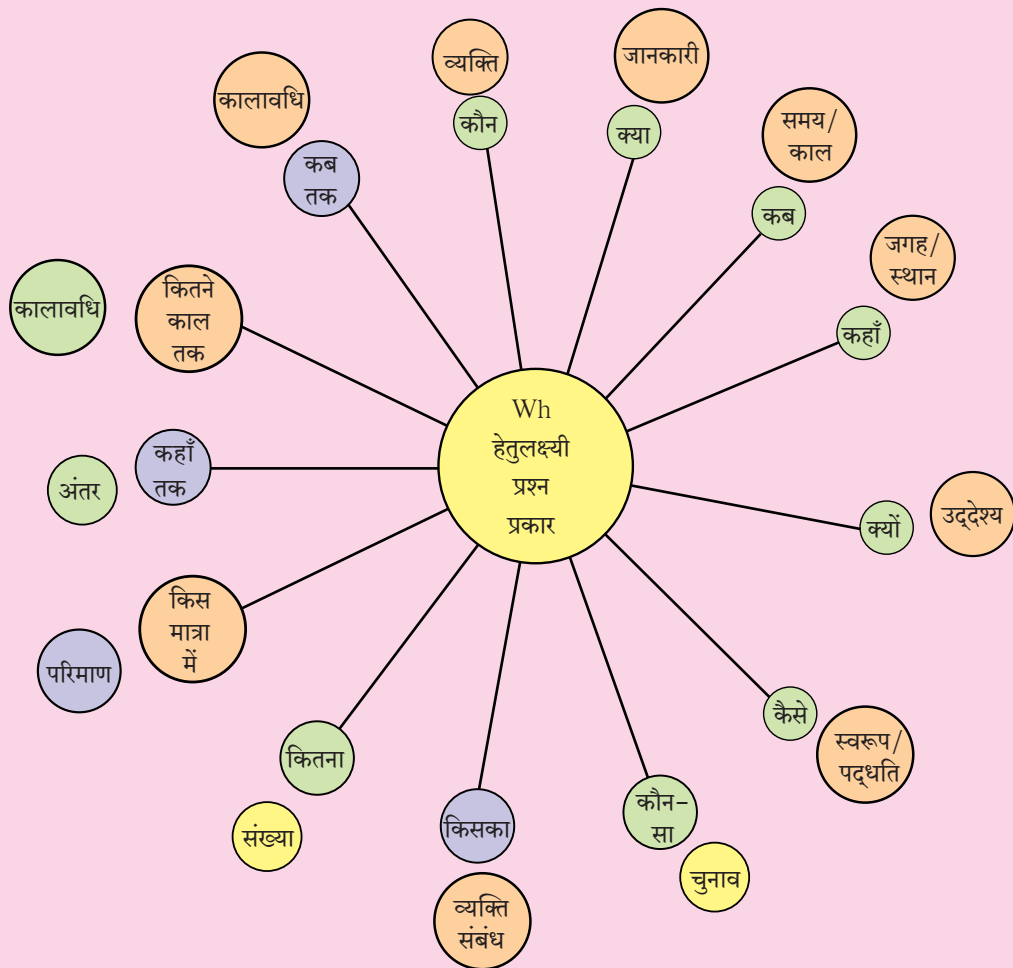 Wh
हेतुलक्ष्यी
प्रश्न
प्रकार
व्यक्ति
कौन
जानकारी
क्या
समय/
काल
कब
जगह/
स्थान
कहाँ
उद्‌देश्य
क्यों
कैसे
स्वरूप/
पद्‌धति
कौन-
सा
चुनाव
किसका
व्यक्ति
संबंध
कितना
संख्या
किस
मात्रा
में
परिमाण
कहाँ
तक
अंतर
कितने
काल
तक
कालावधि
कब
तक
कालावधि